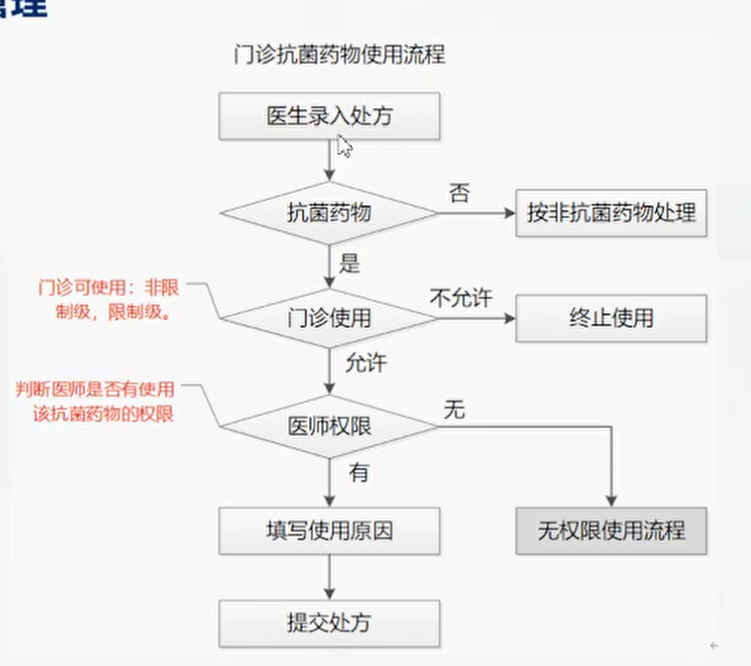 管理
门诊抗菌药物使用流程
医生录入处方
抗菌药物
否
按非抗菌药物处理
是
门诊可使用：非限
制级，限制级。
门诊使用
不允许
终止使用
允许
判断医师是否有使用
该抗菌药物的权限
医师权限
无
有
填写使用原因
无权限使用流程
提交处方